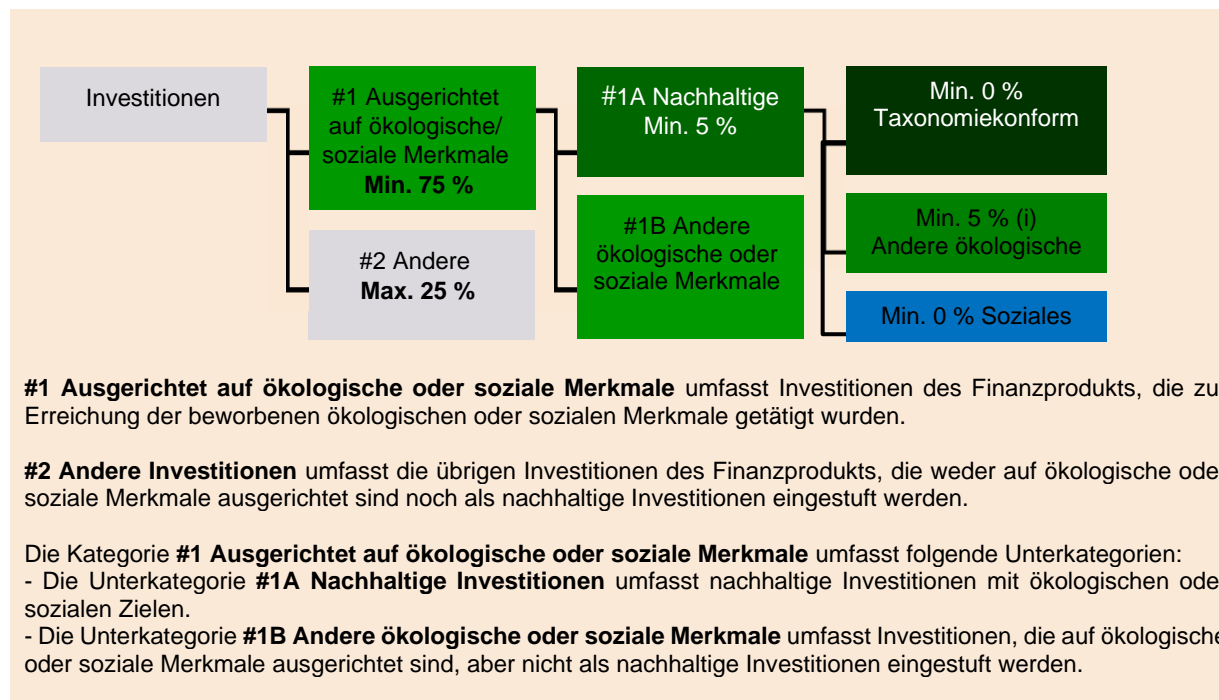 Investitionen
#1 Ausgerichtet
auf ökologische/
soziale Merkmale
Min. 75 %
#2 Andere
Max. 25 %
#1A Nachhaltige
Min. 5 %
#1B Andere
ökologische oder
soziale Merkmale
Min. 0 %
Taxonomiekonform
Min. 5 % (i)
Andere ökologische
Min. 0 % Soziales
#1 Ausgerichtet auf ökologische oder soziale Merkmale umfasst Investitionen des Finanzprodukts, die zu
Erreichung der beworbenen ökologischen oder sozialen Merkmale getätigt wurden.
#2 Andere Investitionen umfasst die übrigen Investitionen des Finanzprodukts, die weder auf ökologische ode
soziale Merkmale ausgerichtet sind noch als nachhaltige Investitionen eingestuft werden.
Die Kategorie #1 Ausgerichtet auf ökologische oder soziale Merkmale umfasst folgende Unterkategorien:
- Die Unterkategorie #1A Nachhaltige Investitionen umfasst nachhaltige Investitionen mit ökologischen ode
sozialen Zielen.
- Die Unterkategorie #1B Andere ökologische oder soziale Merkmale umfasst Investitionen, die auf ökologische
oder soziale Merkmale ausgerichtet sind, aber nicht als nachhaltige Investitionen eingestuft werden.